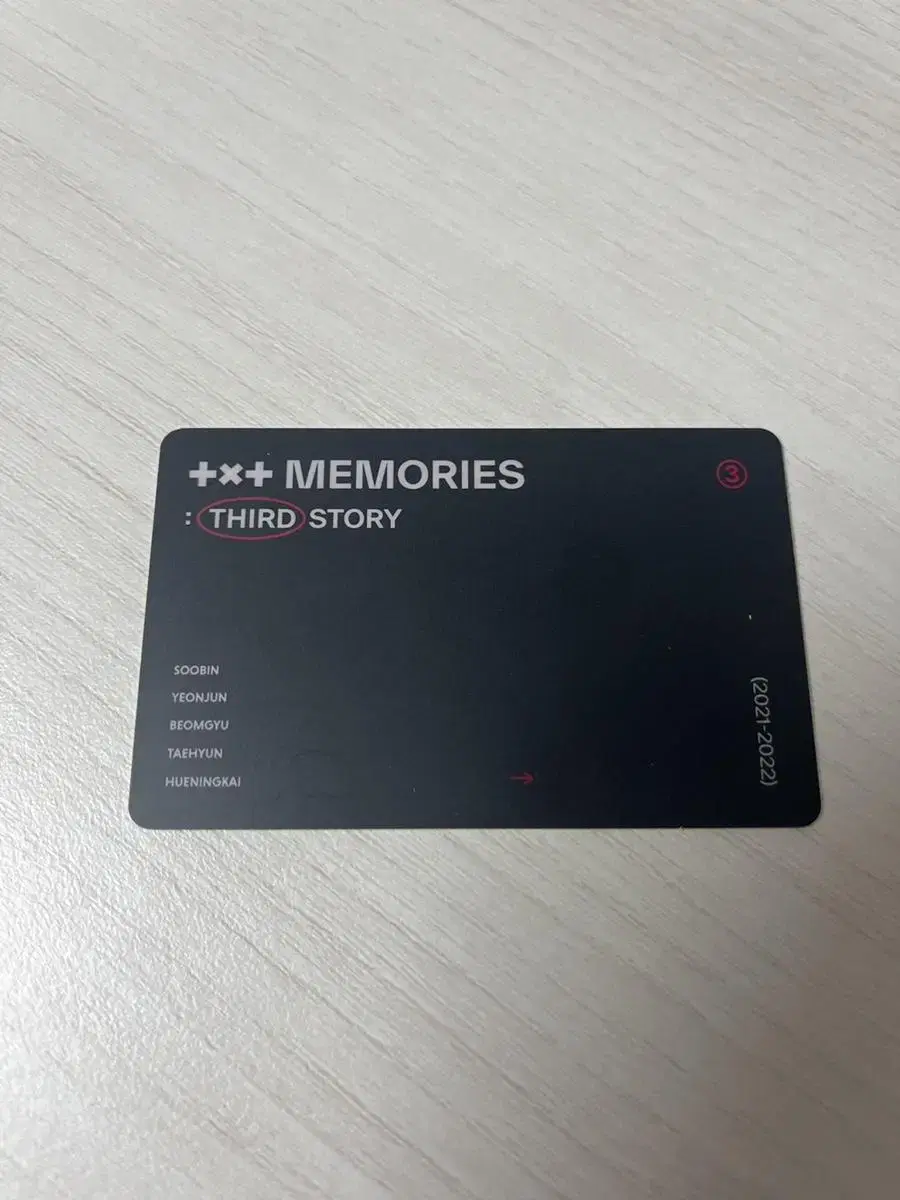 +×+ MEMORIES
③
: THIRD STORY
SOOBIN
YEONJUN
BEOMGYU
TAEHYUN
HUENINGKAI
→
(2021-2022)